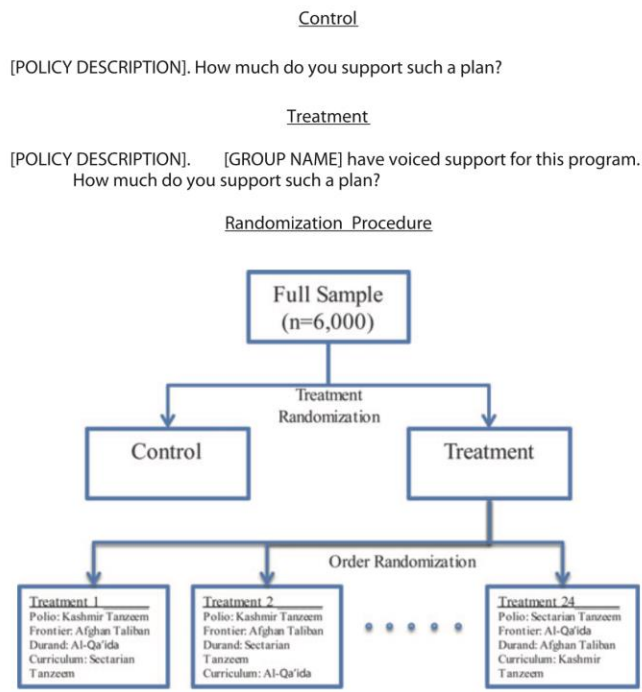 Control
[POLICY DESCRIPTION]. How much do you support such a plan?
Treatment
[POLICY DESCRIPTION]. [GROUP NAME] have voiced support for this program.
How much do you support such a plan?
Randomization Procedure
Full Sample
(n=6,000)
Treatment
Randomization
Control
Treatment
Order Randomization
Treatment 1
Polio: Kashmir Tanzeem
Frontier: Afghan Taliban
Durand: Al-Qa'ida
Curriculum: Sectarian
Tanzeem
Treatment 2
Polio: Kashmir Tanzeem
Frontier: Afghan Taliban
Durand: Sectarian
Tanzeem
Curriculum: Al-Qa'ida
Treatment 24
Polio: Sectarian Tanzeem
Frontier: Al-Qa'ida
Durand: Afghan Taliban
Curriculum: Kashmir
Tanzeem